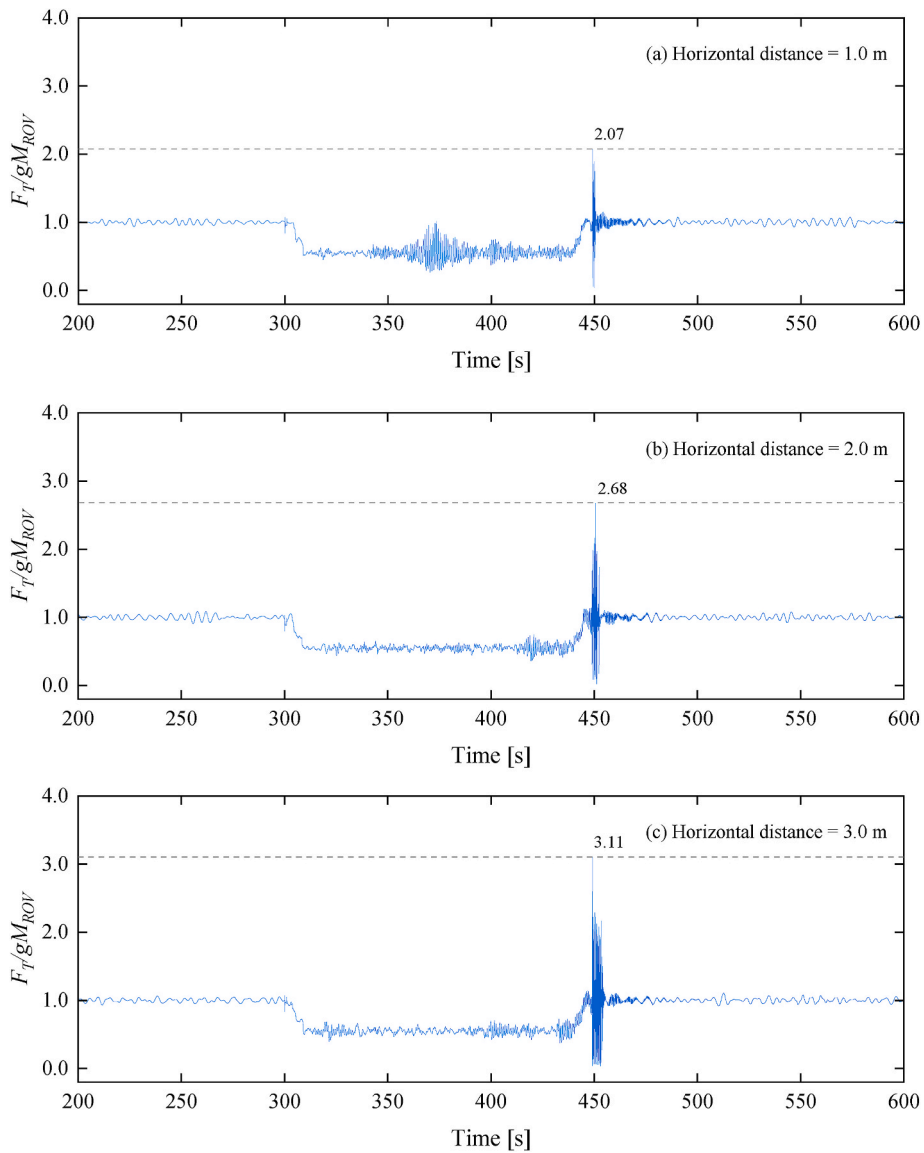 4.0
(a) Horizontal distance = 1.0 m
3.0
2.07
2.0
1.0
0.0
F_T/gM_ROV
200 250 300 350 400 450 500 550 600
Time [s]
4.0
(b) Horizontal distance = 2.0 m
3.0
2.68
2.0
1.0
0.0
F_T/gM_ROV
200 250 300 350 400 450 500 550 600
Time [s]
4.0
(c) Horizontal distance = 3.0 m
3.11
3.0
2.0
1.0
0.0
F_T/gM_ROV
200 250 300 350 400 450 500 550 600
Time [s]